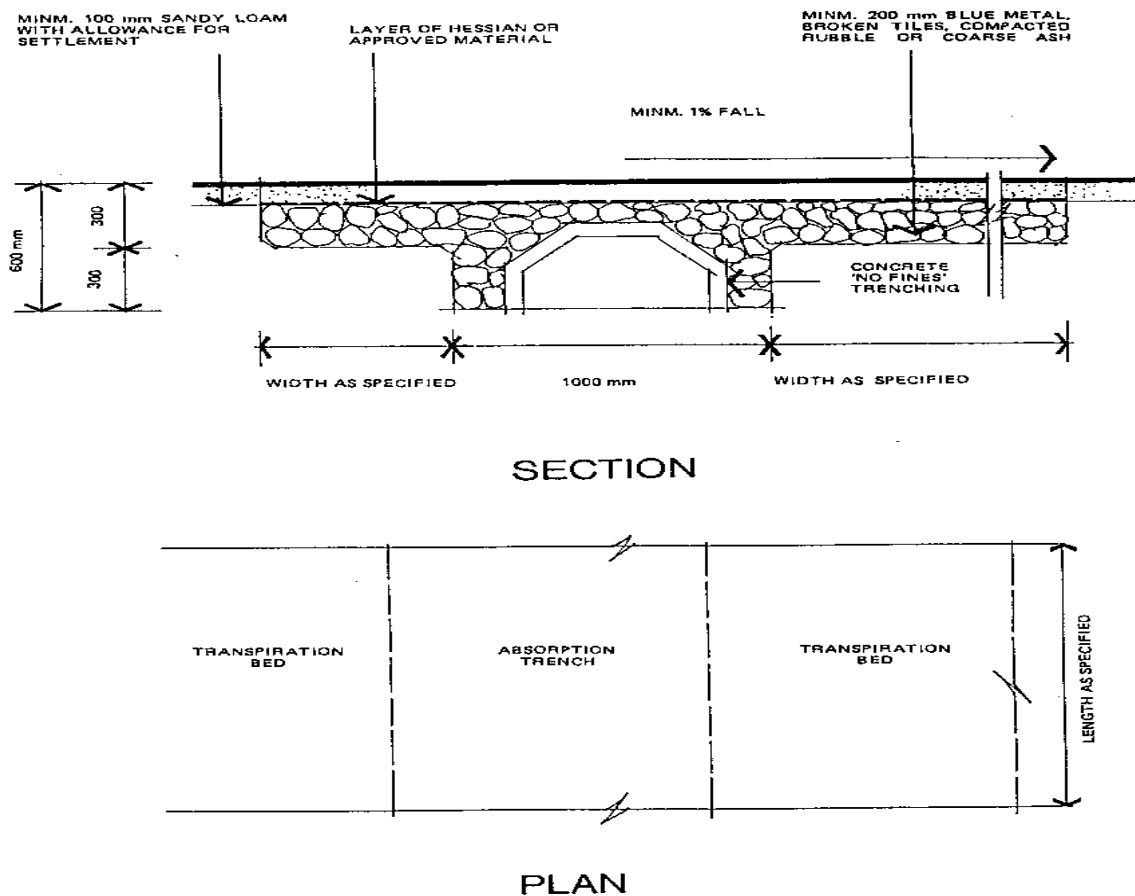 MINM. 100 mm SANDY LOAM
WITH ALLOWANCE FOR
SETTLEMENT
LAYER OF HESSIAN OR
APPROVED MATERIAL
MINM. 200 mm BLUE METAL,
BROKEN TILES, COMPACTED
RUBBLE OR COARSE ASH
MINM. 1% FALL
600 mm
300
300
CONCRETE
'NO FINES'
TRENCHING
WIDTH AS SPECIFIED
1000 mm
WIDTH AS SPECIFIED
SECTION
TRANSPIRATION
BED
ABSORPTION
TRENCH
TRANSPIRATION
BED
LENGTH AS SPECIFIED
PLAN